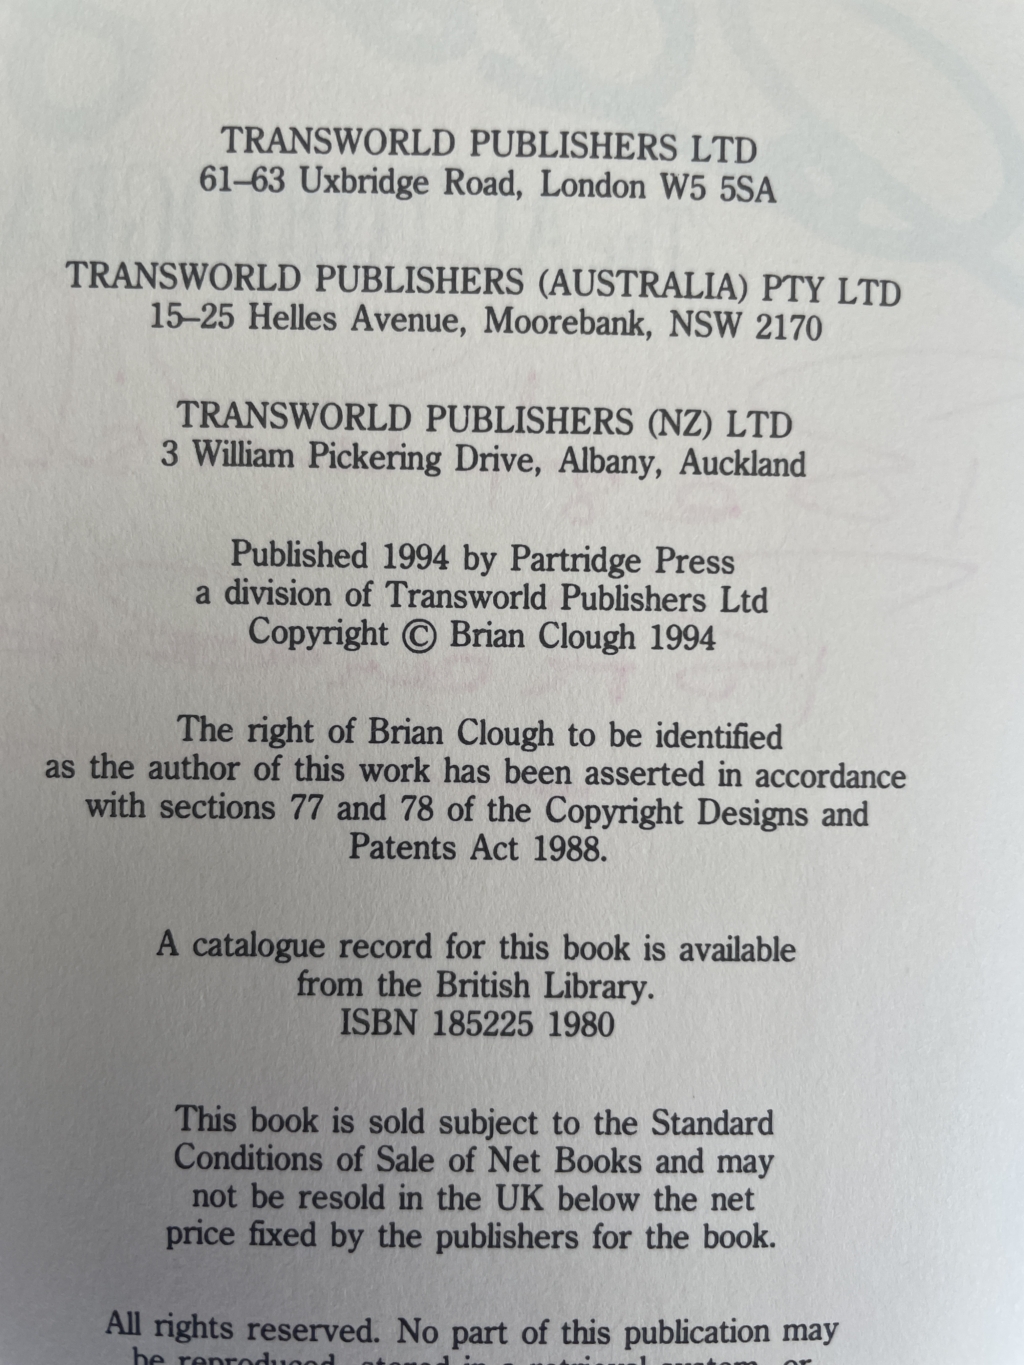 TRANSWORLD PUBLISHERS LTD
61–63 Uxbridge Road, London W5 5SA
TRANSWORLD PUBLISHERS (AUSTRALIA) PTY LTD
15–25 Helles Avenue, Moorebank, NSW 2170
TRANSWORLD PUBLISHERS (NZ) LTD
3 William Pickering Drive, Albany, Auckland
Published 1994 by Partridge Press
a division of Transworld Publishers Ltd
Copyright © Brian Clough 1994
The right of Brian Clough to be identified
as the author of this work has been asserted in accordance
with sections 77 and 78 of the Copyright Designs and
Patents Act 1988.
A catalogue record for this book is available
from the British Library.
ISBN 185225 1980
This book is sold subject to the Standard
Conditions of Sale of Net Books and may
not be resold in the UK below the net
price fixed by the publishers for the book.
All rights reserved. No part of this publication may
be reproduced, stored in a retrieval system, or